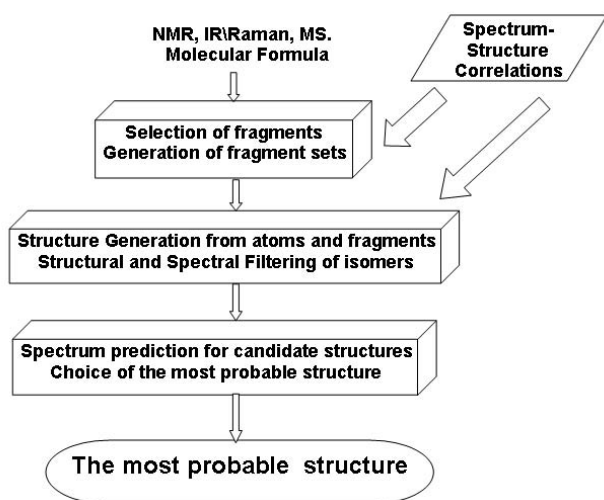 NMR, IR\Raman, MS.
Molecular Formula
Spectrum-
Structure
Correlations
Selection of fragments
Generation of fragment sets
Structure Generation from atoms and fragments
Structural and Spectral Filtering of isomers
Spectrum prediction for candidate structures
Choice of the most probable structure
The most probable structure